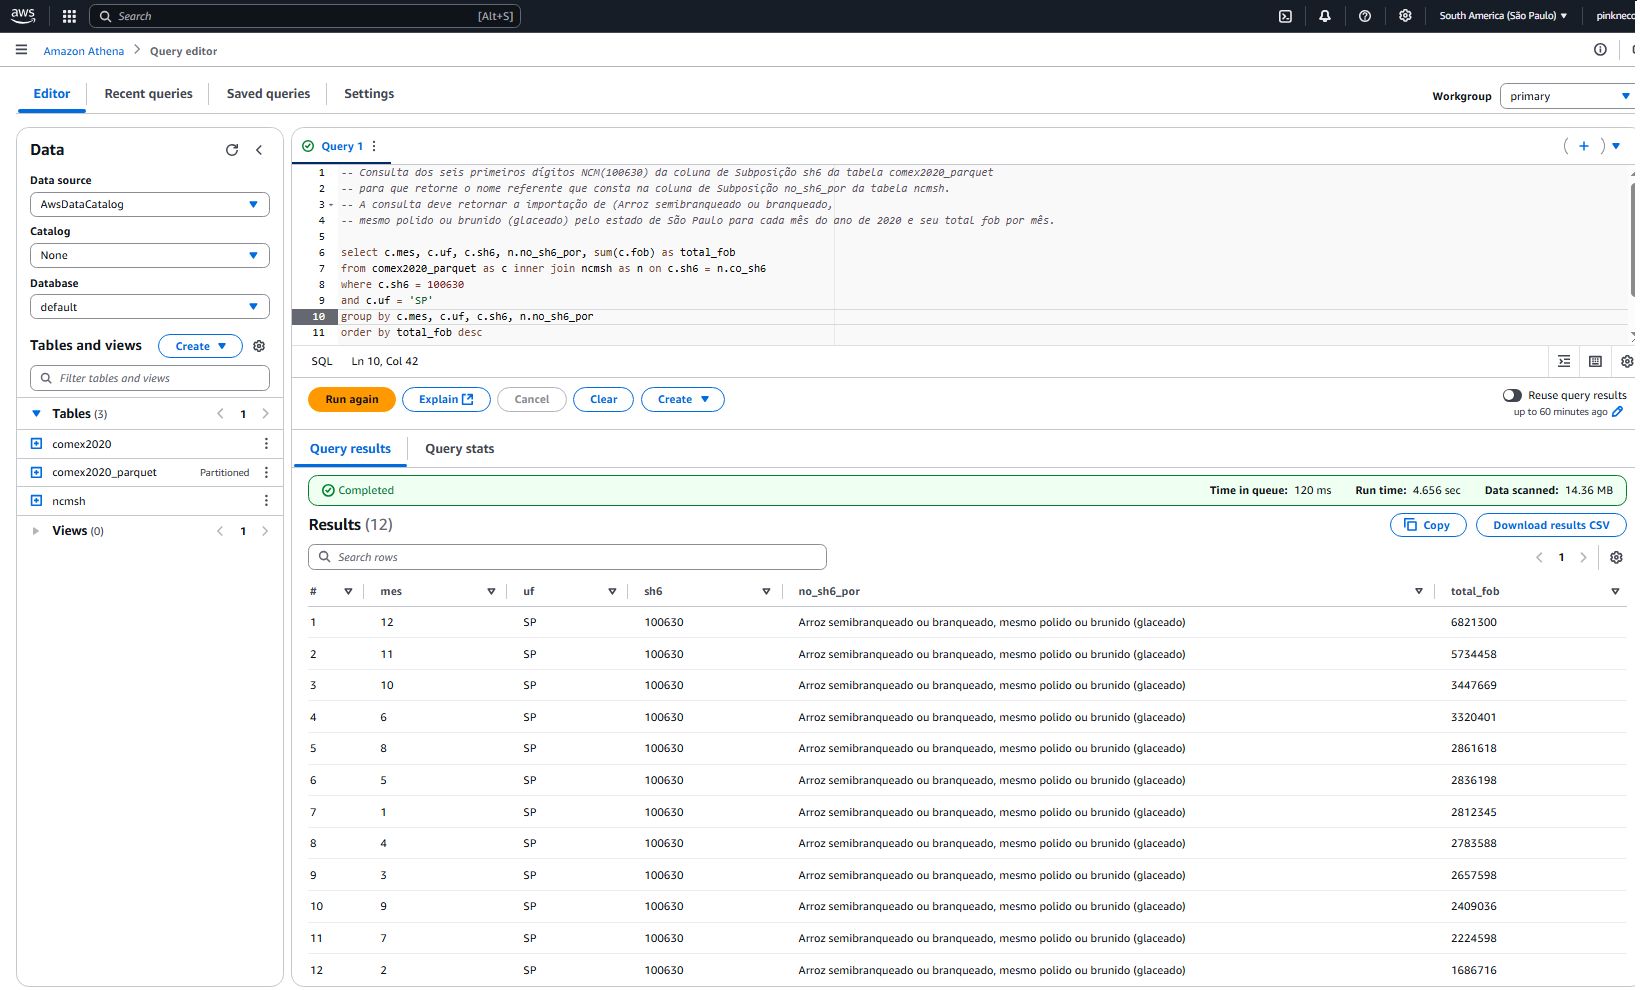 aws
Search
[Alt+S]
South America (São Paulo)
Amazon Athena
Query editor
Editor
Recent queries
Saved queries
Settings
Workgroup
primary
Data
Data source
AwsDataCatalog
Catalog
None
Database
default
Tables and views
Create
Filter tables and views
Tables (3)
1
comex2020
comex2020_parquet
Partitioned
ncmsh
Views (0)
1
Query 1
1 -- Consulta dos seis primeiros dígitos NCM(100630) da coluna de Subposição sh6 da tabela comex2020_parquet
2 -- para que retorne o nome referente que consta na coluna de Subposição no_sh6_por da tabela ncmsh.
3 -- A consulta deve retornar a importação de (Arroz semibranqueado ou branqueado,
4 -- mesmo polido ou brunido (glaceado) pelo estado de São Paulo para cada mês do ano de 2020 e seu total fob por mês.
5
6 select c.mes, c.uf, c.sh6, n.no_sh6_por, sum(c.fob) as total_fob
7 from comex2020_parquet as c inner join ncmsh as n on c.sh6 = n.co_sh6
8 where c.sh6 = 100630
9 and c.uf = 'SP'
10 group by c.mes, c.uf, c.sh6, n.no_sh6_por
11 order by total_fob desc
SQL
Ln 10, Col 42
Run again
Explain
Cancel
Clear
Create
Reuse query results
up to 60 minutes ago
Query results
Query stats
Completed
Time in queue: 120 ms
Run time: 4.656 sec
Data scanned: 14.36 MB
Results (12)
Copy
Download results CSV
Search rows
1
# mes uf sh6 no_sh6_por total_fob
1 12 SP 100630 Arroz semibranqueado ou branqueado, mesmo polido ou brunido (glaceado) 6821300
2 11 SP 100630 Arroz semibranqueado ou branqueado, mesmo polido ou brunido (glaceado) 5734458
3 10 SP 100630 Arroz semibranqueado ou branqueado, mesmo polido ou brunido (glaceado) 3447669
4 6 SP 100630 Arroz semibranqueado ou branqueado, mesmo polido ou brunido (glaceado) 3320401
5 8 SP 100630 Arroz semibranqueado ou branqueado, mesmo polido ou brunido (glaceado) 2861618
6 5 SP 100630 Arroz semibranqueado ou branqueado, mesmo polido ou brunido (glaceado) 2836198
7 1 SP 100630 Arroz semibranqueado ou branqueado, mesmo polido ou brunido (glaceado) 2812345
8 4 SP 100630 Arroz semibranqueado ou branqueado, mesmo polido ou brunido (glaceado) 2783588
9 3 SP 100630 Arroz semibranqueado ou branqueado, mesmo polido ou brunido (glaceado) 2657598
10 9 SP 100630 Arroz semibranqueado ou branqueado, mesmo polido ou brunido (glaceado) 2409036
11 7 SP 100630 Arroz semibranqueado ou branqueado, mesmo polido ou brunido (glaceado) 2224598
12 2 SP 100630 Arroz semibranqueado ou branqueado, mesmo polido ou brunido (glaceado) 1686716